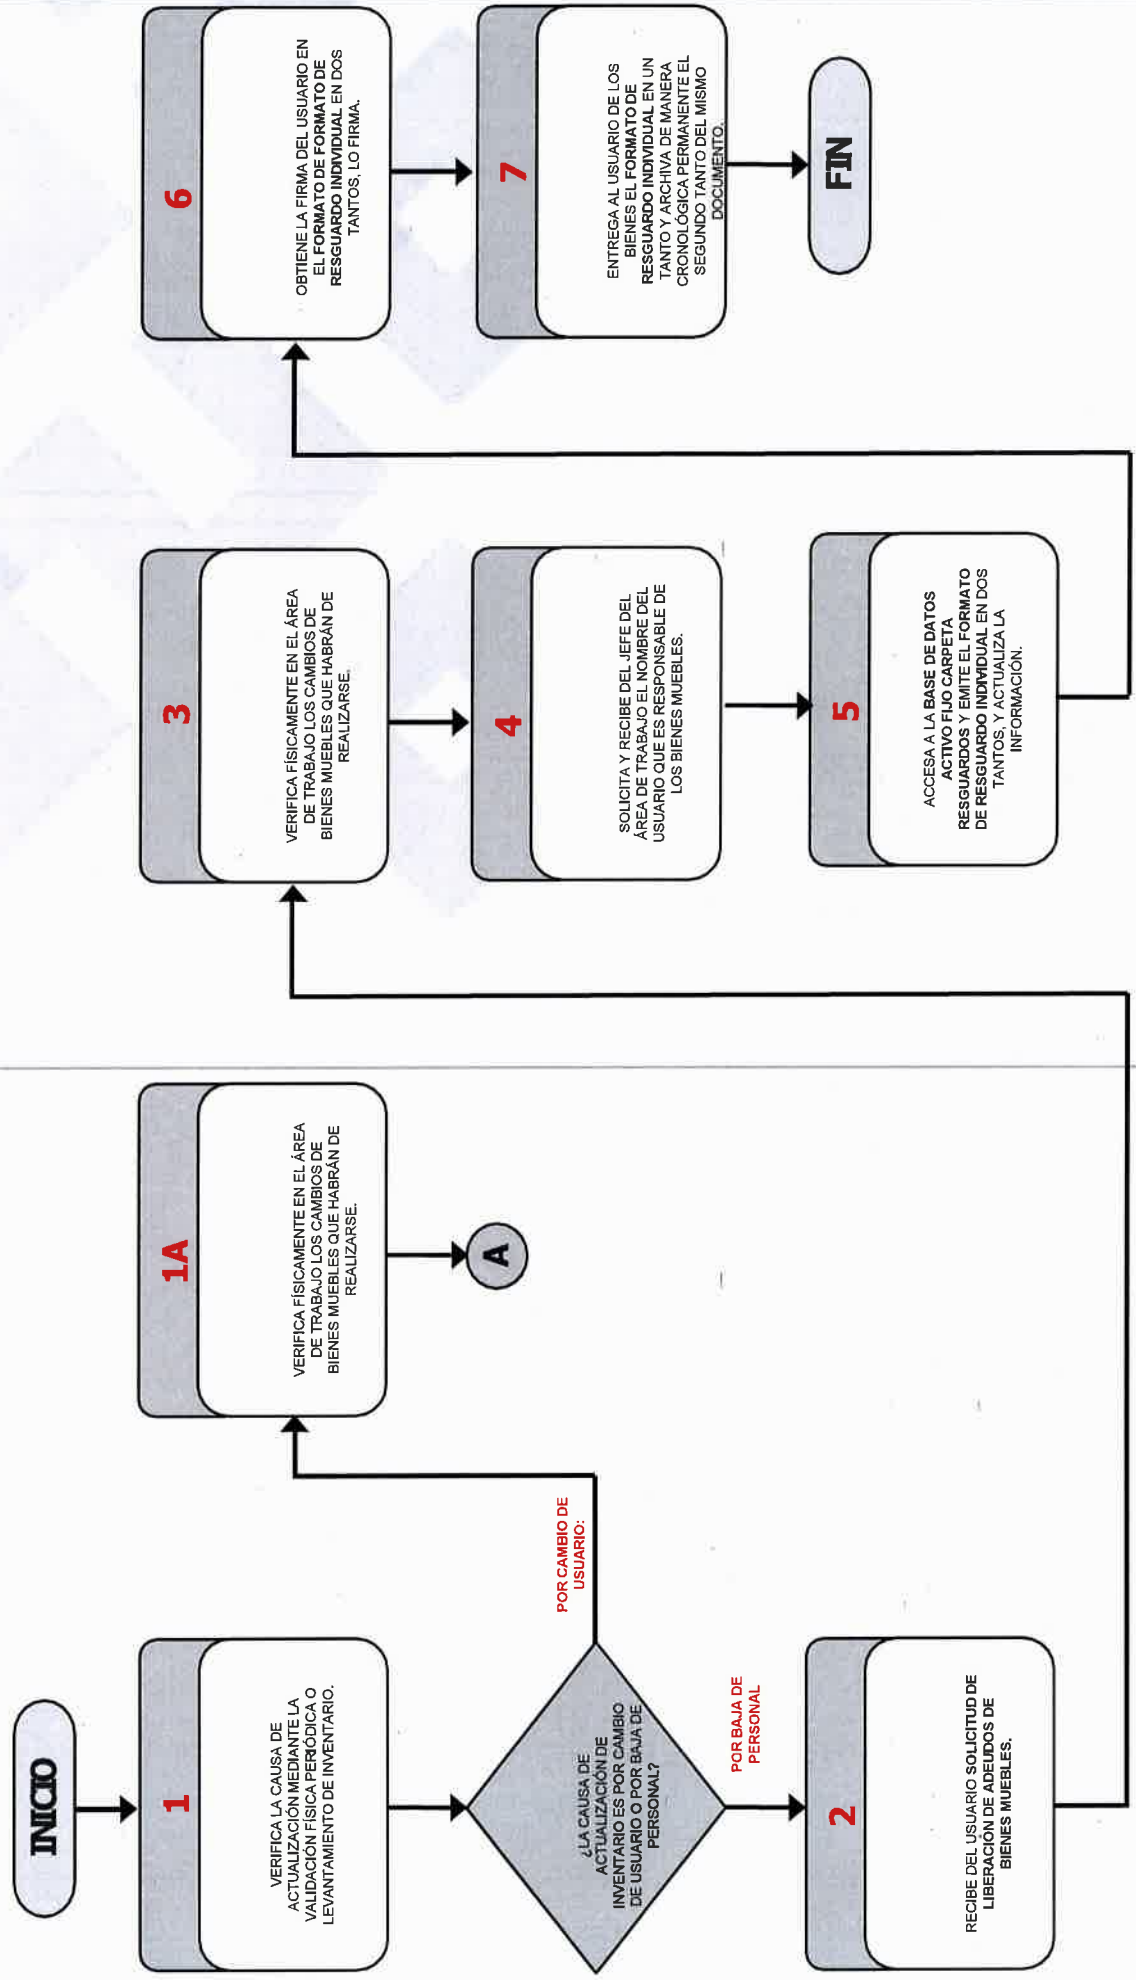 INICIO
1
VERIFICA LA CAUSA DE
ACTUALIZACIÓN MEDIANTE LA
VALIDACIÓN FÍSICA PERIÓDICA O
LEVANTAMIENTO DE INVENTARIO.
¿LA CAUSA DE
ACTUALIZACIÓN DE
INVENTARIO ES POR CAMBIO
DE USUARIO O POR BAJA DE
PERSONAL?
POR CAMBIO DE
USUARIO:
POR BAJA DE
PERSONAL
2
RECIBE DEL USUARIO SOLICITUD DE
LIBERACIÓN DE ADEUDOS DE
BIENES MUEBLES.
1A
VERIFICA FÍSICAMENTE EN EL ÁREA
DE TRABAJO LOS CAMBIOS DE
BIENES MUEBLES QUE HABRÁN DE
REALIZARSE.
A
3
VERIFICA FÍSICAMENTE EN EL ÁREA
DE TRABAJO LOS CAMBIOS DE
BIENES MUEBLES QUE HABRÁN DE
REALIZARSE.
4
SOLICITA Y RECIBE DEL JEFE DEL
ÁREA DE TRABAJO EL NOMBRE DEL
USUARIO QUE ES RESPONSABLE DE
LOS BIENES MUEBLES.
5
ACCESA A LA BASE DE DATOS
ACTIVO FIJO CARPETA
RESGUARDOS Y EMITE EL FORMATO
DE RESGUARDO INDIVIDUAL EN DOS
TANTOS, Y ACTUALIZA LA
INFORMACIÓN.
6
OBTIENE LA FIRMA DEL USUARIO EN
EL FORMATO DE FORMATO DE
RESGUARDO INDIVIDUAL EN DOS
TANTOS, LO FIRMA.
7
ENTREGA AL USUARIO DE LOS
BIENES EL FORMATO DE
RESGUARDO INDIVIDUAL EN UN
TANTO Y ARCHIVA DE MANERA
CRONOLÓGICA PERMANENTE EL
SEGUNDO TANTO DEL MISMO
DOCUMENTO.
FIN